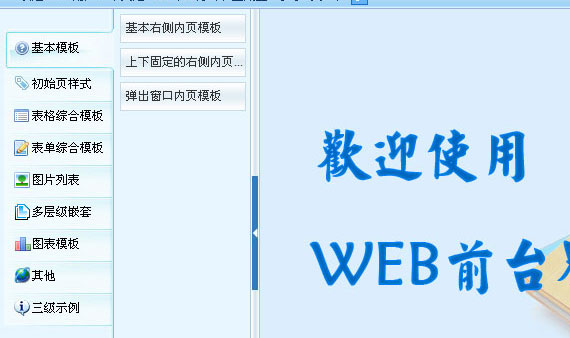 基本模板
初始页样式
表格综合模板
表单综合模板
图片列表
多层级嵌套
图表模板
其他
三级示例
基本右侧内页模板
上下固定的右侧内页...
弹出窗口内页模板
歡迎使用
WEB前台